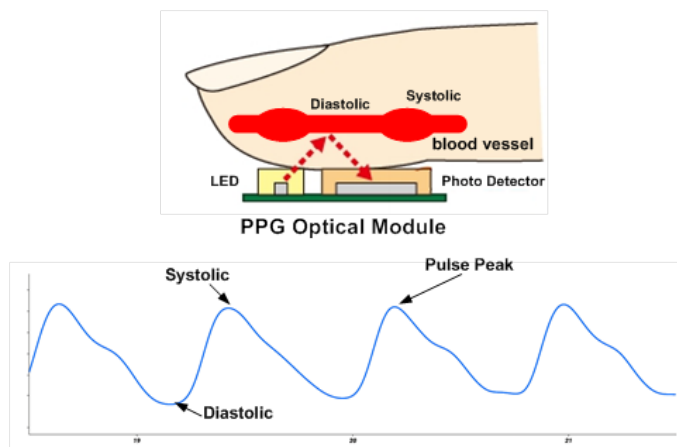 Diastolic
Systolic
blood vessel
LED
Photo Detector
PPG Optical Module
Systolic
Pulse Peak
Diastolic
19
20
21